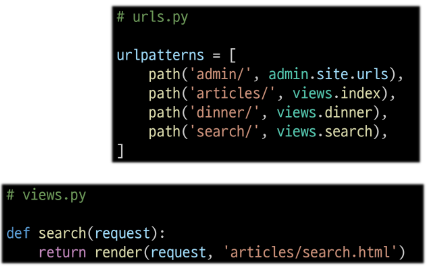 # urls.py
urlpatterns = [
    path('admin/', admin.site.urls),
    path('articles/', views.index),
    path('dinner/', views.dinner),
    path('search/', views.search),
]
# views.py
def search(request):
    return render(request, 'articles/search.html')